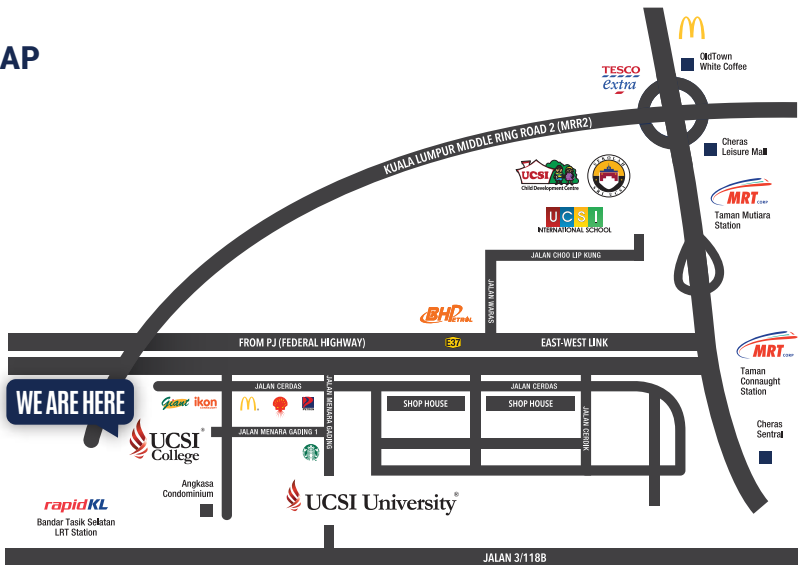 AP
OldTown
White Coffee
TESCO
extra
KUALA LUMPUR MIDDLE RING ROAD 2 (MRR2)
Cheras
Leisure Mall
UCSI
Child Development Centre
MRT CORP
Taman Mutiara
Station
UCSI
INTERNATIONAL SCHOOL
JALAN CHOO LIP KUNG
JALAN WARAS
BHPetrol
FROM PJ (FEDERAL HIGHWAY)
E37
EAST-WEST LINK
MRT CORP
Taman
Connaught
Station
JALAN CERDAS
JALAN CERDAS
WE ARE HERE
Giant
ikon
SHOP HOUSE
SHOP HOUSE
JALAN MENARA GADING
JALAN CERDIK
UCSI
College
JALAN MENARA GADING 1
Cheras
Sentral
Angkasa
Condominium
UCSI University
rapidKL
Bandar Tasik Selatan
LRT Station
JALAN 3/118B